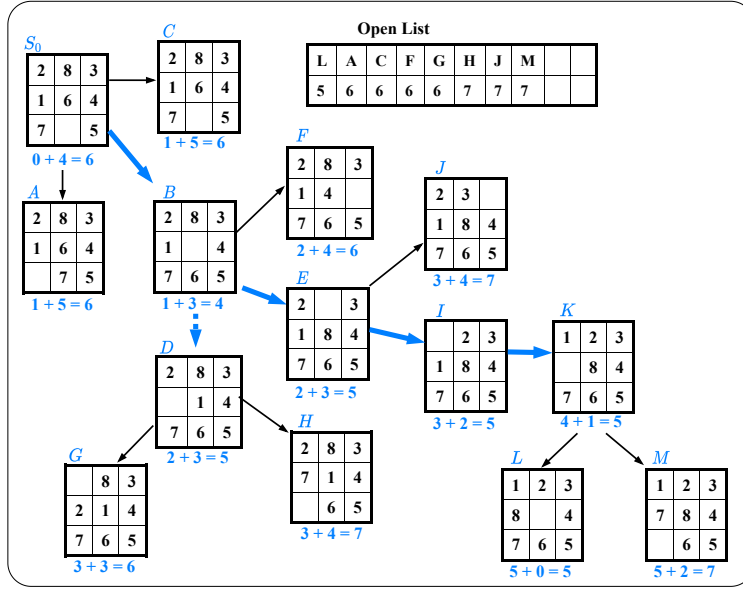 Open List
L A C F G H J M
5 6 6 6 6 7 7 7
S₀
2 8 3
1 6 4
7 5
0 + 4 = 6
C
2 8 3
1 6 4
7 5
1 + 5 = 6
A
2 8 3
1 6 4
7 5
1 + 5 = 6
B
2 8 3
1 4
7 6 5
1 + 3 = 4
F
2 8 3
1 4
7 6 5
2 + 4 = 6
J
2 3
1 8 4
7 6 5
3 + 4 = 7
E
2 3
1 8 4
7 6 5
2 + 3 = 5
I
2 3
1 8 4
7 6 5
3 + 2 = 5
K
1 2 3
8 4
7 6 5
4 + 1 = 5
D
2 8 3
1 4
7 6 5
2 + 3 = 5
G
8 3
2 1 4
7 6 5
3 + 3 = 6
H
2 8 3
7 1 4
6 5
3 + 4 = 7
L
1 2 3
8 4
7 6 5
5 + 0 = 5
M
1 2 3
7 8 4
6 5
5 + 2 = 7